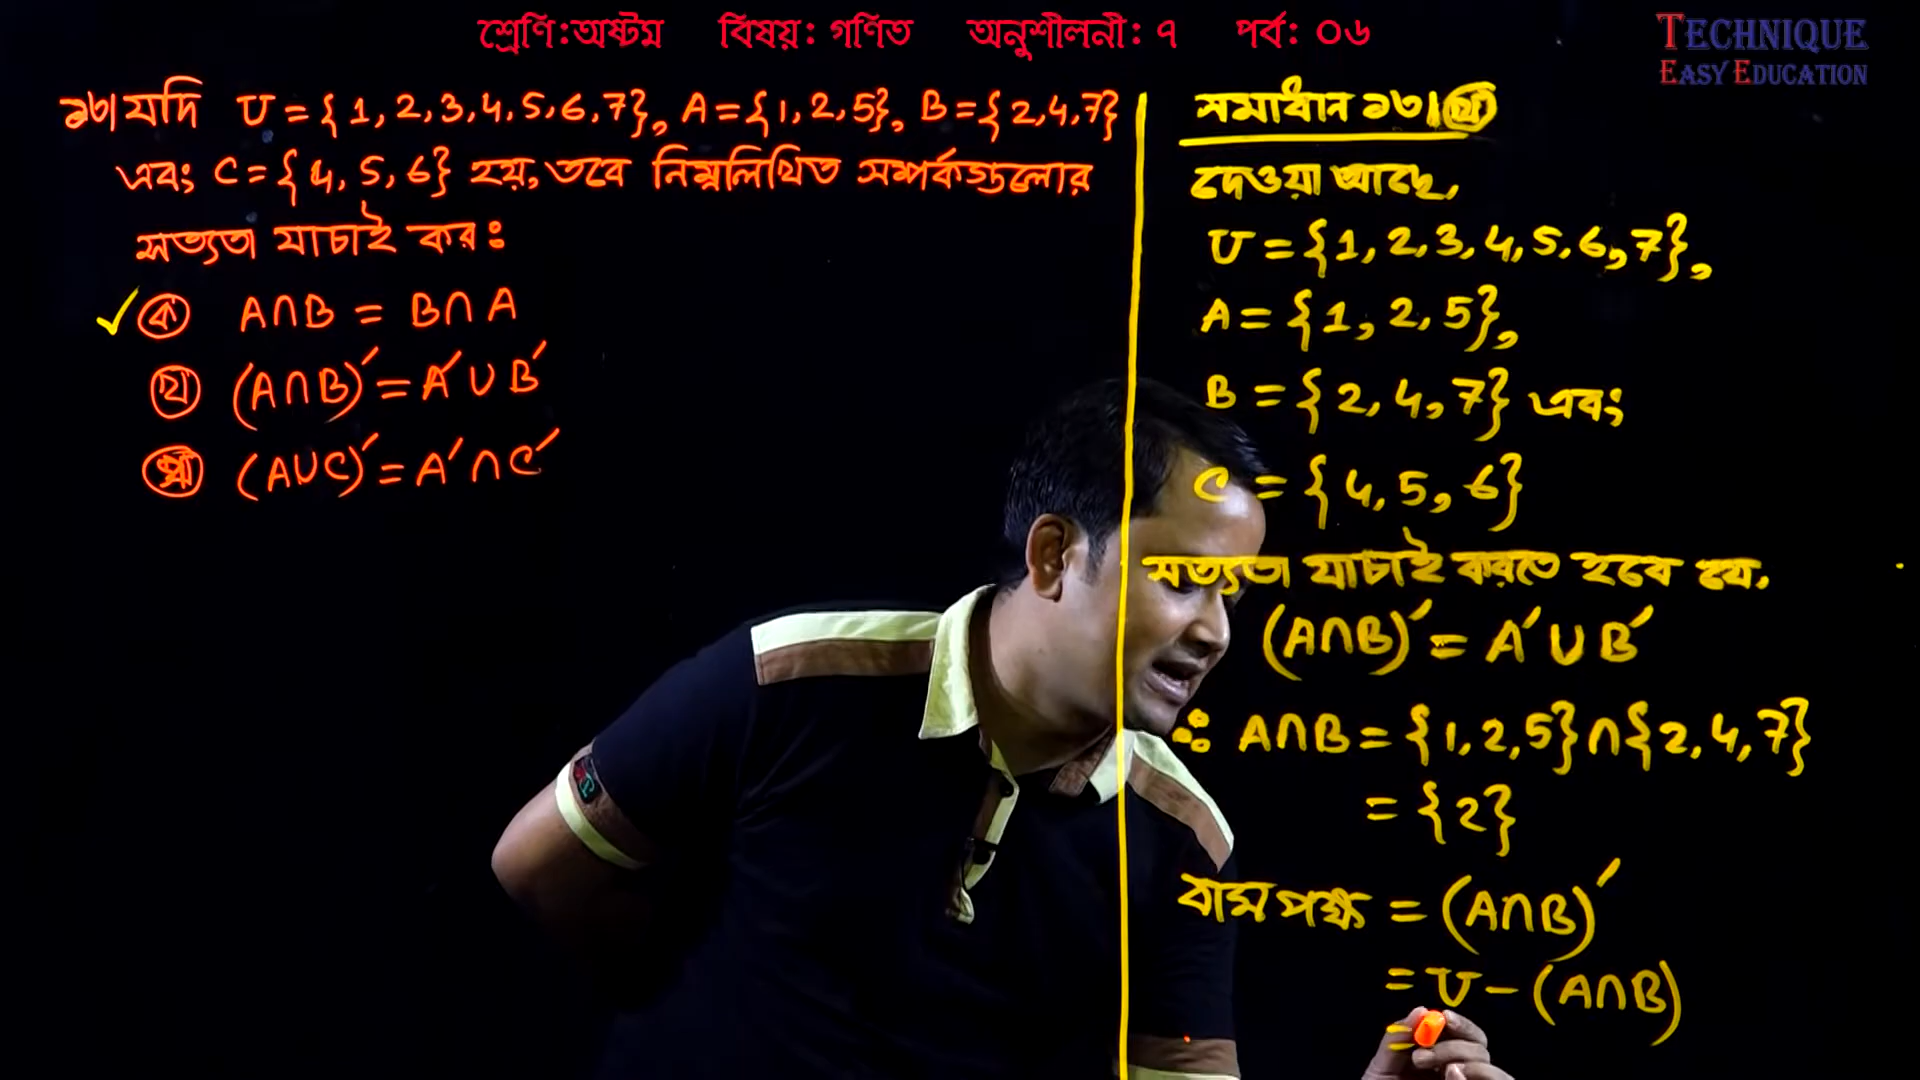 শ্রেণি:অষ্টম বিষয়: গণিত অনুশীলনী: ৭ পর্ব: ০৬
TECHNIQUE
EASY EDUCATION
১৩। যদি U = {1, 2, 3, 4, 5, 6, 7}, A = {1, 2, 5}, B = {2, 4, 7}
এবং C = {4, 5, 6} হয়, তবে নিম্নলিখিত সম্পর্কগুলোর
সত্যতা যাচাই কর:
✓ (ক) A∩B = B∩A
(খ) (A∩B)′ = A′∪B′
(গ) (A∪C)′ = A′∩C′
সমাধান ১৩। (খ)
দেওয়া আছে,
U = {1, 2, 3, 4, 5, 6, 7},
A = {1, 2, 5},
B = {2, 4, 7} এবং
C = {4, 5, 6}
সত্যতা যাচাই করতে হবে যে,
(A∩B)′ = A′∪B′
∴ A∩B = {1, 2, 5} ∩ {2, 4, 7}
= {2}
বামপক্ষ = (A∩B)′
= U − (A∩B)
=